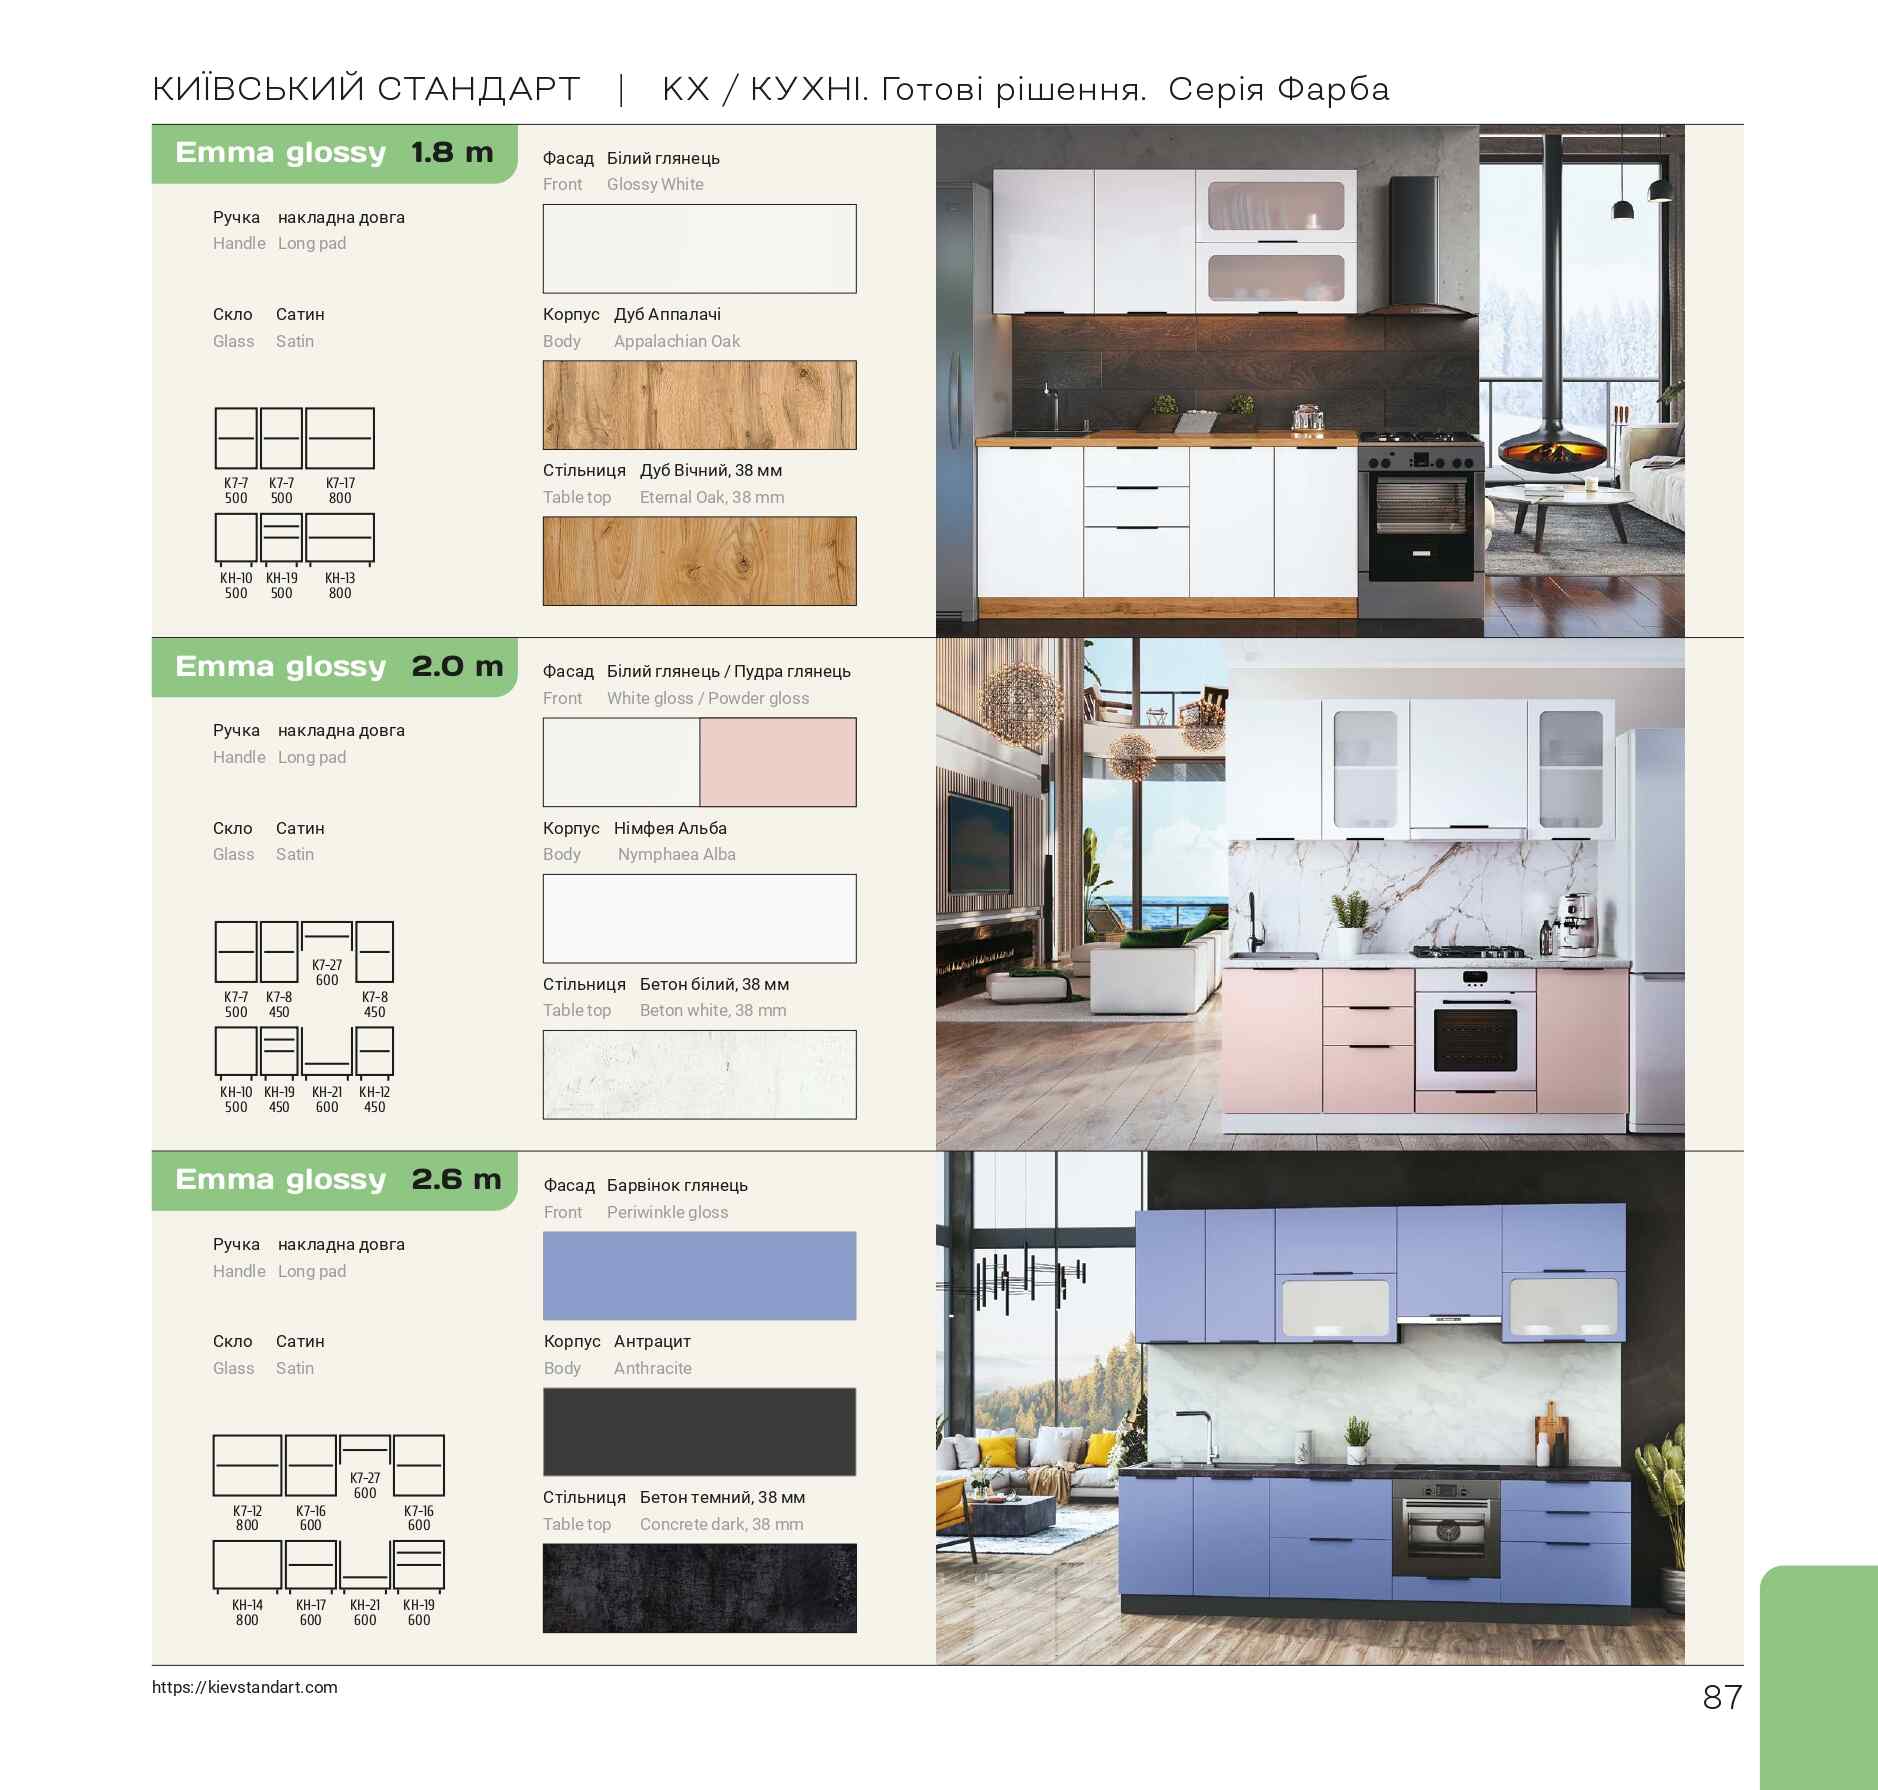 КИЇВСЬКИЙ СТАНДАРТ | КХ / КУХНІ. Готові рішення. Серія Фарба
Emma glossy 1.8 m
Ручка накладна довга
Handle Long pad
Скло Сатин
Glass Satin
К7-7 К7-7 К7-17
500 500 800
КН-10 КН-19 КН-13
500 500 800
Фасад Білий глянець
Front Glossy White
Корпус Дуб Аппалачі
Body Appalachian Oak
Стільниця Дуб Вічний, 38 мм
Table top Eternal Oak, 38 mm
Emma glossy 2.0 m
Ручка накладна довга
Handle Long pad
Скло Сатин
Glass Satin
К7-27
600
К7-7 К7-8 К7-8
500 450 450
КН-10 КН-19 КН-21 КН-12
500 450 600 450
Фасад Білий глянець / Пудра глянець
Front White gloss / Powder gloss
Корпус Німфея Альба
Body Nymphaea Alba
Стільниця Бетон білий, 38 мм
Table top Beton white, 38 mm
Emma glossy 2.6 m
Ручка накладна довга
Handle Long pad
Скло Сатин
Glass Satin
К7-27
600
К7-12 К7-16 К7-16
800 600 600
КН-14 КН-17 КН-21 КН-19
800 600 600 600
Фасад Барвінок глянець
Front Periwinkle gloss
Корпус Антрацит
Body Anthracite
Стільниця Бетон темний, 38 мм
Table top Concrete dark, 38 mm
https://kievstandart.com
87